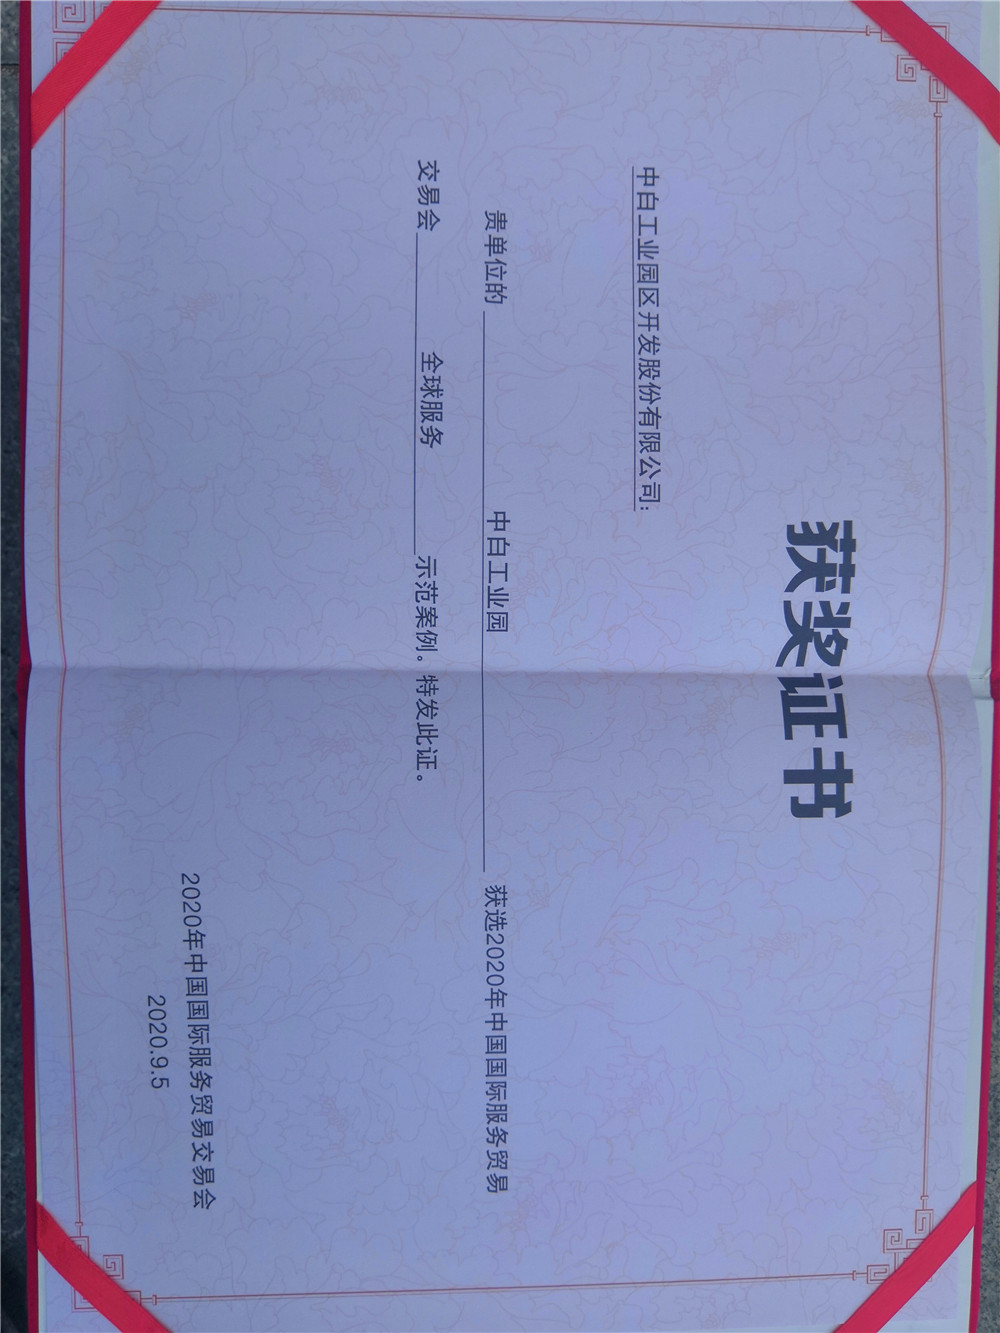 获奖证书
中白工业园区开发股份有限公司:
贵单位的 中白工业园 获选2020年中国国际服务贸易
交易会 全球服务 示范案例。特发此证。
2020年中国国际服务贸易交易会
2020.9.5